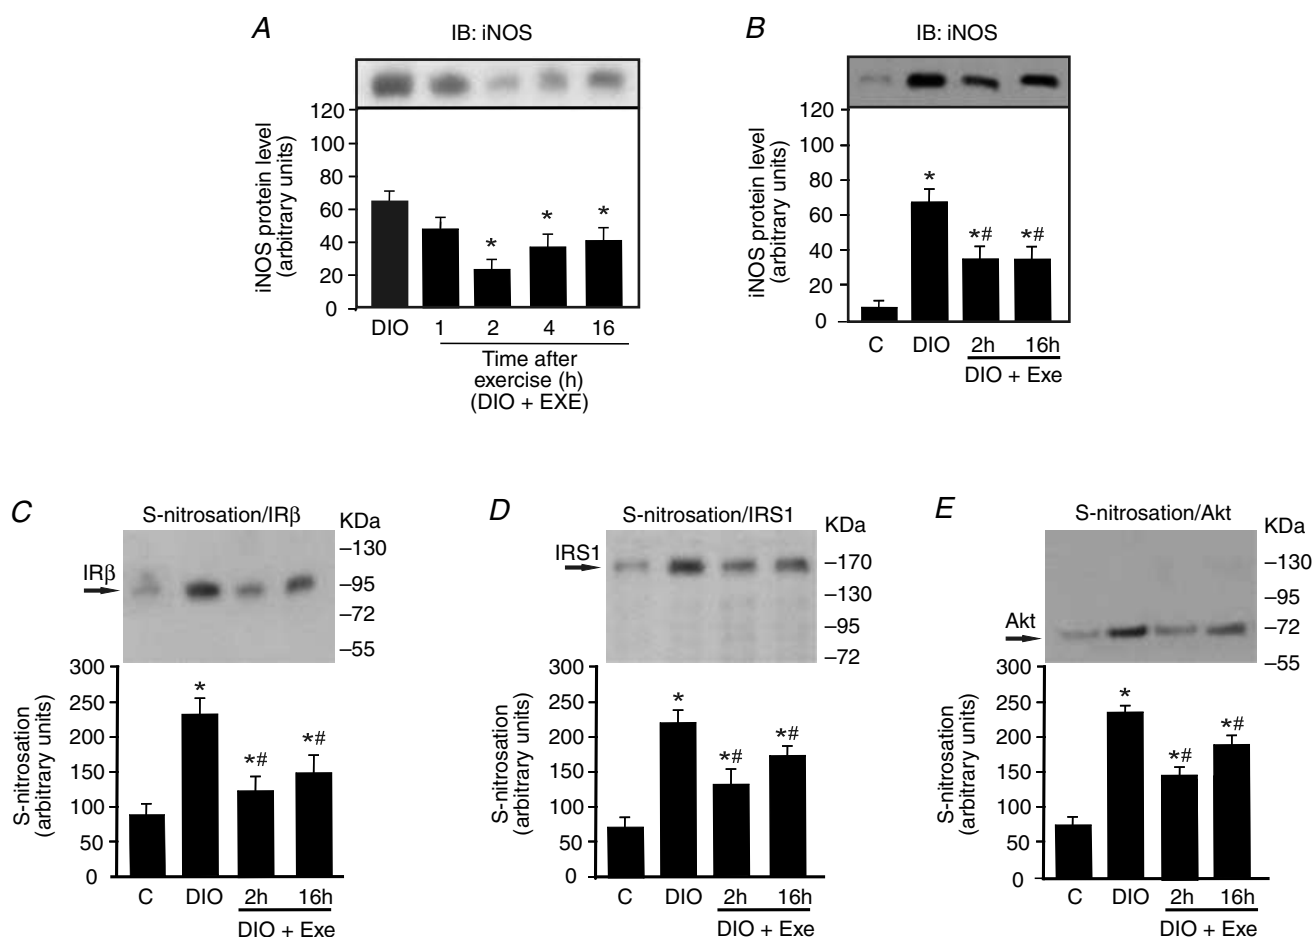 A
IB: iNOS
iNOS protein level
(arbitrary units)
120
100
80
60
40
20
0
*
*
*
DIO 1 2 4 16
Time after
exercise (h)
(DIO + EXE)
B
IB: iNOS
iNOS protein level
(arbitrary units)
120
100
80
60
40
20
0
*
*#
*#
C DIO 2h 16h
DIO + Exe
C
S-nitrosation/IRβ
KDa
IRβ
–130
–95
–72
–55
S-nitrosation
(arbitrary units)
300
250
200
150
100
50
0
*
*#
*#
C DIO 2h 16h
DIO + Exe
D
S-nitrosation/IRS1
KDa
IRS1
–170
–130
–95
–72
S-nitrosation
(arbitrary units)
300
250
200
150
100
50
0
*
*#
*#
C DIO 2h 16h
DIO + Exe
E
S-nitrosation/Akt
KDa
Akt
–130
–95
–72
–55
S-nitrosation
(arbitrary units)
300
250
200
150
100
50
0
*
*#
*#
C DIO 2h 16h
DIO + Exe